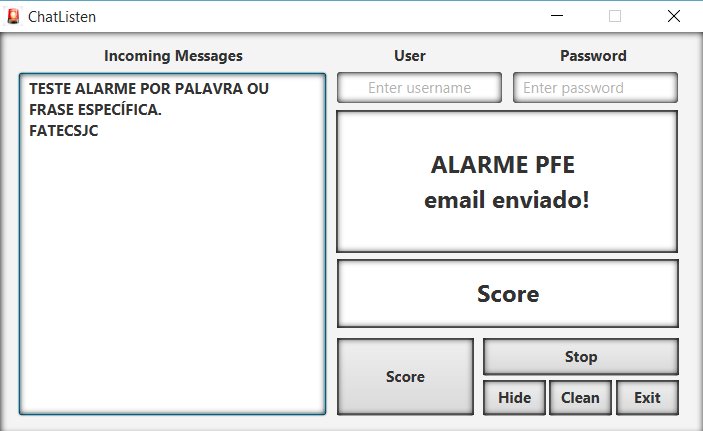 ChatListen
Incoming Messages
User
Password
TESTE ALARME POR PALAVRA OU
FRASE ESPECÍFICA.
FATECSJC
Enter username
Enter password
ALARME PFE
email enviado!
Score
Score
Stop
Hide
Clean
Exit